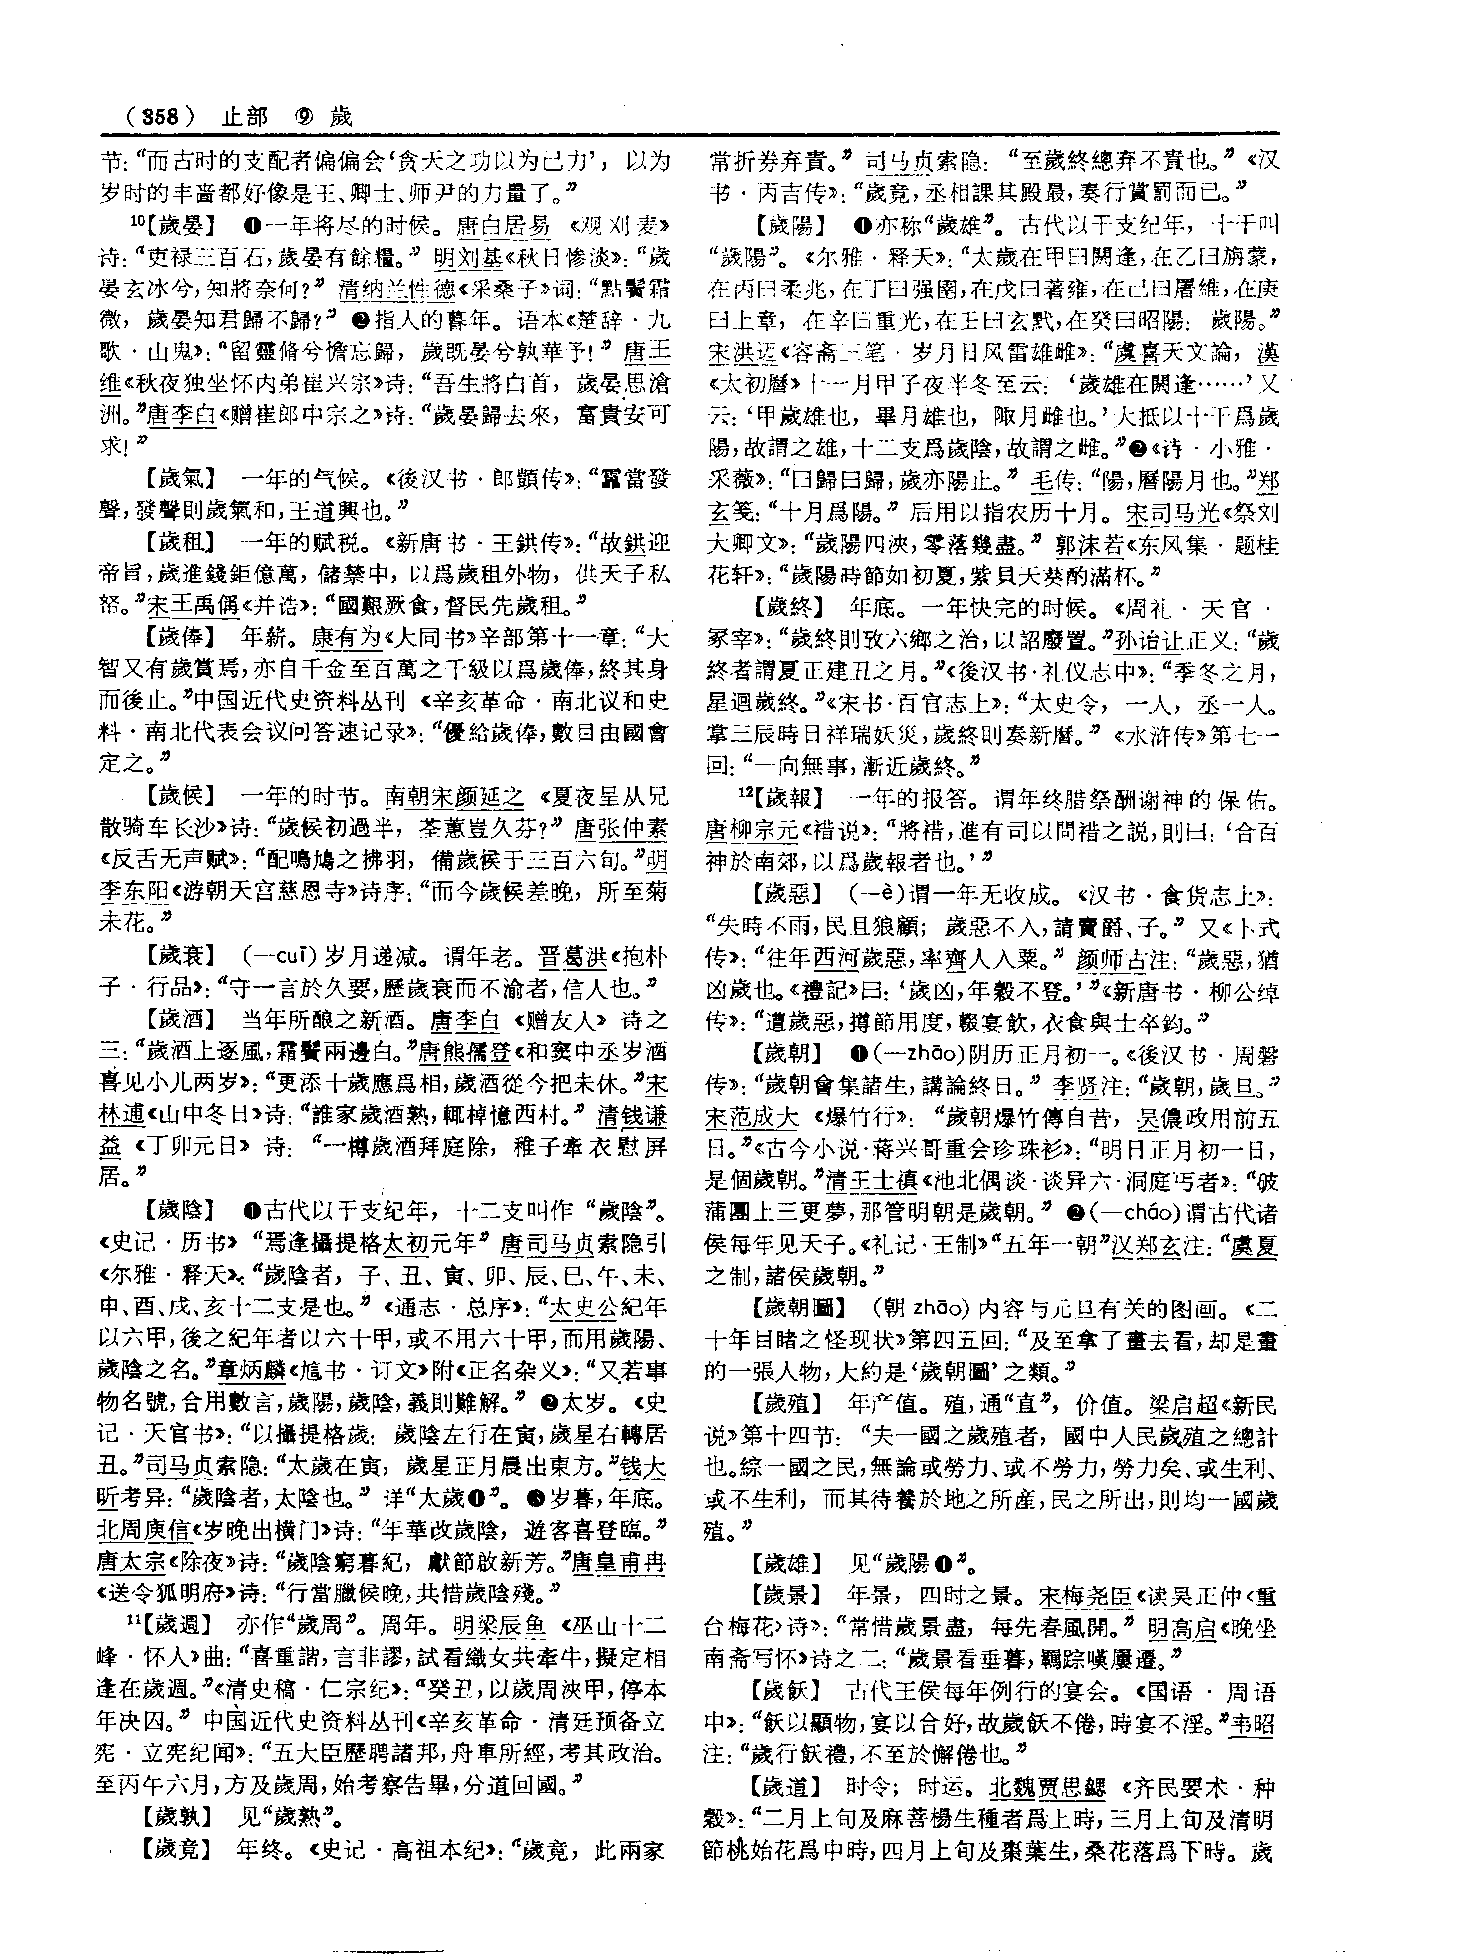 （358） 止部 ⑨ 歲
节：“而古时的支配者偏偏会‘贪天之功以为己力’，以为
岁时的丰啬都好像是王、卿士、师尹的力量了。”
10【歲晏】 ❶一年将尽的时候。唐白居易《观刈麦》
诗：“吏禄三百石，歲晏有餘糧。”明刘基《秋日惨淡》：“歲
晏玄冰兮，知將奈何？”清纳兰性德《采桑子》词：“點鬢霜
微，歲晏知君歸不歸？”❷指人的暮年。语本《楚辞·九
歌·山鬼》：“留靈脩兮憺忘歸，歲既晏兮孰華予！”唐王
维《秋夜独坐怀内弟崔兴宗》诗：“吾生將白首，歲晏思滄
洲。”唐李白《赠崔郎中宗之》诗：“歲晏歸去來，富貴安可
求！”
【歲氣】 一年的气候。《後汉书·郎顗传》：“靁當發
聲，發聲則歲氣和，王道興也。”
【歲租】 一年的赋税。《新唐书·王鉷传》：“故鉷迎
帝旨，歲進錢鉅億萬，儲禁中，以爲歲租外物，供天子私
帑。”宋王禹偁《并诰》：“國艱厥食，督民先歲租。”
【歲俸】 年薪。康有为《大同书》辛部第十一章：“大
智又有歲賞焉，亦自千金至百萬之千級以爲歲俸，終其身
而後止。”中国近代史资料丛刊《辛亥革命·南北议和史
料·南北代表会议问答速记录》：“優給歲俸，數目由國會
定之。”
【歲候】 一年的时节。南朝宋颜延之《夏夜呈从兄
散骑车长沙》诗：“歲候初過半，荃蕙豈久芬？”唐张仲素
《反舌无声赋》：“配鳴鳩之拂羽，備歲候于三百六旬。”明
李东阳《游朝天宫慈恩寺》诗序：“而今歲候差晚，所至菊
未花。”
【歲衰】 （—cuī）岁月递减。谓年老。晋葛洪《抱朴
子·行品》：“守一言於久要，歷歲衰而不渝者，信人也。”
【歲酒】 当年所酿之新酒。唐李白《赠友人》诗之
三：“歲酒上逐風，霜鬢兩邊白。”唐熊孺登《和窦中丞岁酒
喜见小儿两岁》：“更添十歲應爲相，歲酒從今把未休。”宋
林逋《山中冬日》诗：“誰家歲酒熟，輒棹憶西村。”清钱谦
益《丁卯元日》诗：“一樽歲酒拜庭除，稚子牽衣慰屏
居。”
【歲陰】 ❶古代以干支纪年，十二支叫作“歲陰”。
《史记·历书》“焉逢攝提格太初元年”唐司马贞索隐引
《尔雅·释天》：“歲陰者，子、丑、寅、卯、辰、巳、午、未、
申、酉、戌、亥十二支是也。”《通志·总序》：“太史公紀年
以六甲，後之紀年者以六十甲，或不用六十甲，而用歲陽、
歲陰之名。”章炳麟《訄书·订文》附《正名杂义》：“又若事
物名號，合用數言，歲陽，歲陰，義則難解。”❷太岁。《史
记·天官书》：“以攝提格歲：歲陰左行在寅，歲星右轉居
丑。”司马贞索隐：“太歲在寅，歲星正月晨出東方。”钱大
昕考异：“歲陰者，太陰也。”详“太歲❶”。❸岁暮，年底。
北周庾信《岁晚出横门》诗：“年華改歲陰，遊客喜登臨。”
唐太宗《除夜》诗：“歲陰窮暮紀，獻節啟新芳。”唐皇甫冉
《送令狐明府》诗：“行當臘候晚，共惜歲陰殘。”
11【歲週】 亦作“歲周”。周年。明梁辰鱼《巫山十二
峰·怀人》曲：“喜重諧，言非謬，試看織女共牽牛，擬定相
逢在歲週。”《清史稿·仁宗纪》：“癸丑，以歲周浹甲，停本
年决囚。”中国近代史资料丛刊《辛亥革命·清廷预备立
宪·立宪纪闻》：“五大臣歷聘諸邦，舟車所經，考其政治。
至丙午六月，方及歲周，始考察告畢，分道回國。”
【歲孰】 见“歲熟”。
【歲竟】 年终。《史记·高祖本纪》：“歲竟，此兩家
常折券弃責。”司马贞索隐：“至歲終總弃不責也。”《汉
书·丙吉传》：“歲竟，丞相課其殿最，奏行賞罰而已。”
【歲陽】 ❶亦称“歲雄”。古代以干支纪年，十干叫
“歲陽”。《尔雅·释天》：“太歲在甲曰閼逢，在乙曰旃蒙，
在丙曰柔兆，在丁曰强圉，在戊曰著雍，在己曰屠維，在庚
曰上章，在辛曰重光，在壬曰玄黓，在癸曰昭陽：歲陽。”
宋洪迈《容斋三笔·岁月日风雷雄雌》：“虞喜天文論，漢
《太初曆》十一月甲子夜半冬至云：‘歲雄在閼逢……’又
云：‘甲歲雄也，畢月雄也，陬月雌也。’大抵以十干爲歲
陽，故謂之雄，十二支爲歲陰，故謂之雌。”❷《诗·小雅·
采薇》：“曰歸曰歸，歲亦陽止。”毛传：“陽，曆陽月也。”郑
玄笺：“十月爲陽。”后用以指农历十月。宋司马光《祭刘
大卿文》：“歲陽四浹，零落幾盡。”郭沫若《东风集·题桂
花轩》：“歲陽時節如初夏，紫貝天葵酌滿杯。”
【歲終】 年底。一年快完的时候。《周礼·天官·
冢宰》：“歲終則攷六鄉之治，以詔廢置。”孙诒让正义：“歲
終者謂夏正建丑之月。”《後汉书·礼仪志中》：“季冬之月，
星迴歲終。”《宋书·百官志上》：“太史令，一人，丞一人。
掌三辰時日祥瑞妖災，歲終則奏新曆。”《水浒传》第七一
回：“一向無事，漸近歲終。”
12【歲報】 一年的报答。谓年终腊祭酬谢神的保佑。
唐柳宗元《䄍说》：“將䄍，進有司以問䄍之説，則曰：‘合百
神於南郊，以爲歲報者也。’”
【歲惡】 （—è）谓一年无收成。《汉书·食货志上》：
“失時不雨，民且狼顧；歲惡不入，請賣爵、子。”又《卜式
传》：“往年西河歲惡，率齊人入粟。”颜师古注：“歲惡，猶
凶歲也。《禮記》曰：‘歲凶，年穀不登。’”《新唐书·柳公绰
传》：“遭歲惡，撙節用度，輟宴飲，衣食與士卒鈞。”
【歲朝】 ❶（—zhāo）阴历正月初一。《後汉书·周磐
传》：“歲朝會集諸生，講論終日。”李贤注：“歲朝，歲旦。”
宋范成大《爆竹行》：“歲朝爆竹傳自昔，吴儂政用前五
日。”《古今小说·蒋兴哥重会珍珠衫》：“明日正月初一日，
是個歲朝。”清王士禛《池北偶谈·谈异六·洞庭丐者》：“破
蒲團上三更夢，那管明朝是歲朝。”❷（—cháo）谓古代诸
侯每年见天子。《礼记·王制》“五年一朝”汉郑玄注：“虞夏
之制，諸侯歲朝。”
【歲朝圖】 （朝 zhāo）内容与元旦有关的图画。《二
十年目睹之怪现状》第四五回：“及至拿了畫去看，却是畫
的一張人物，大約是‘歲朝圖’之類。”
【歲殖】 年产值。殖，通“直”，价值。梁启超《新民
说》第十四节：“夫一國之歲殖者，國中人民歲殖之總計
也。綜一國之民，無論或勞力、或不勞力，勞力矣、或生利、
或不生利，而其待養於地之所産，民之所出，則均一國歲
殖。”
【歲雄】 见“歲陽❶”。
【歲景】 年景，四时之景。宋梅尧臣《读吴正仲〈重
台梅花〉诗》：“常惜歲景盡，每先春風開。”明高启《晚坐
南斋写怀》诗之二：“歲景看垂暮，羈踪嘆屢遷。”
【歲飫】 古代王侯每年例行的宴会。《国语·周语
中》：“飫以顯物，宴以合好，故歲飫不倦，時宴不淫。”韦昭
注：“歲行飫禮，不至於懈倦也。”
【歲道】 时令；时运。北魏贾思勰《齐民要术·种
穀》：“二月上旬及麻菩楊生種者爲上時，三月上旬及清明
節桃始花爲中時，四月上旬及棗葉生，桑花落爲下時。歲